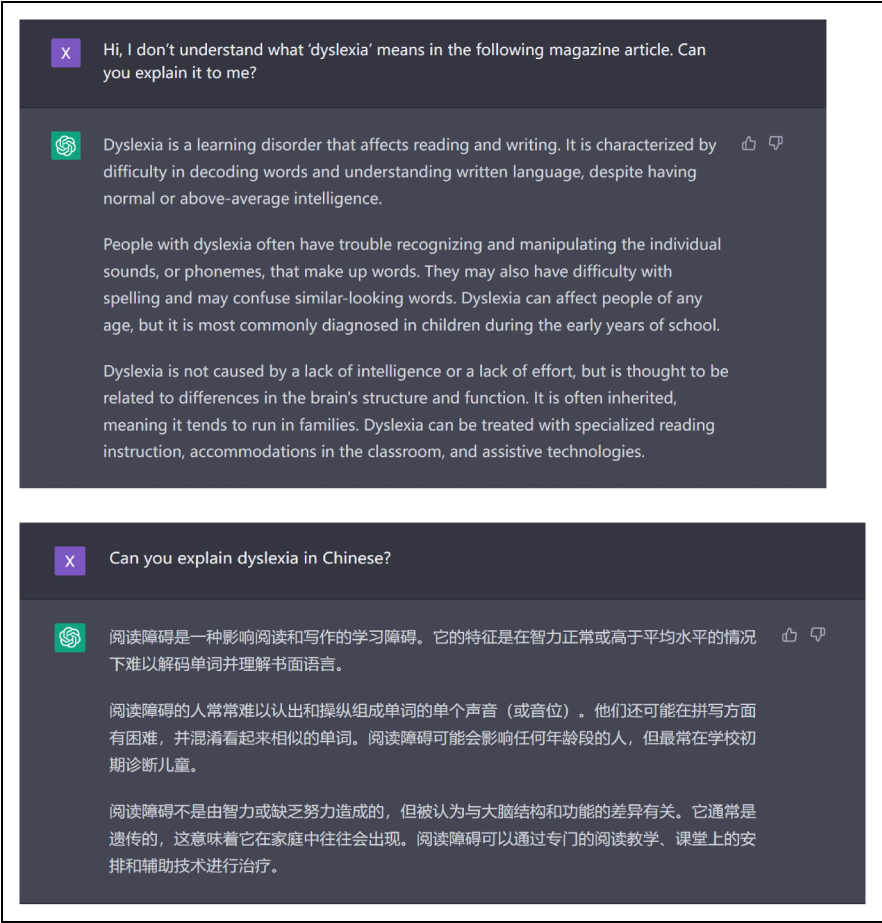 X
Hi, I don't understand what ‘dyslexia’ means in the following magazine article. Can
you explain it to me?
Dyslexia is a learning disorder that affects reading and writing. It is characterized by
difficulty in decoding words and understanding written language, despite having
normal or above-average intelligence.
People with dyslexia often have trouble recognizing and manipulating the individual
sounds, or phonemes, that make up words. They may also have difficulty with
spelling and may confuse similar-looking words. Dyslexia can affect people of any
age, but it is most commonly diagnosed in children during the early years of school.
Dyslexia is not caused by a lack of intelligence or a lack of effort, but is thought to be
related to differences in the brain's structure and function. It is often inherited,
meaning it tends to run in families. Dyslexia can be treated with specialized reading
instruction, accommodations in the classroom, and assistive technologies.
X
Can you explain dyslexia in Chinese?
阅读障碍是一种影响阅读和写作的学习障碍。它的特征是在智力正常或高于平均水平的情况
下难以解码单词并理解书面语言。
阅读障碍的人常常难以认出和操纵组成单词的单个声音（或音位）。他们还可能在拼写方面
有困难，并混淆看起来相似的单词。阅读障碍可能会影响任何年龄段的人，但最常在学校初
期诊断儿童。
阅读障碍不是由智力或缺乏努力造成的，但被认为与大脑结构和功能的差异有关。它通常是
遗传的，这意味着它在家庭中往往会出现。阅读障碍可以通过专门的阅读教学、课堂上的安
排和辅助技术进行治疗。